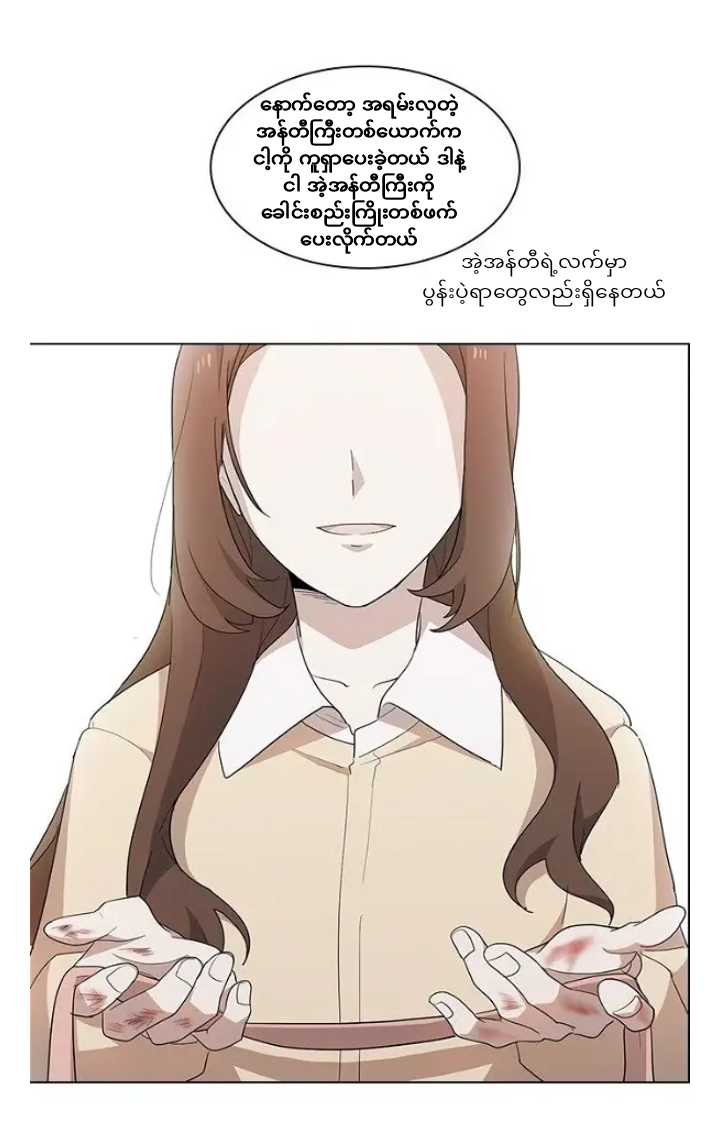 နောက်တော့ အရမ်းလှတဲ့
အန်တီကြီးတစ်ယောက်က
ငါ့ကို ကူရှာပေးခဲ့တယ် ဒါနဲ့
ငါ အဲ့အန်တီကြီးကို
ခေါင်းစည်းကြိုးတစ်ဖက်
ပေးလိုက်တယ်
အဲ့အန်တီရဲ့လက်မှာ
ပွန်းပဲ့ရာတွေလည်းရှိနေတယ်